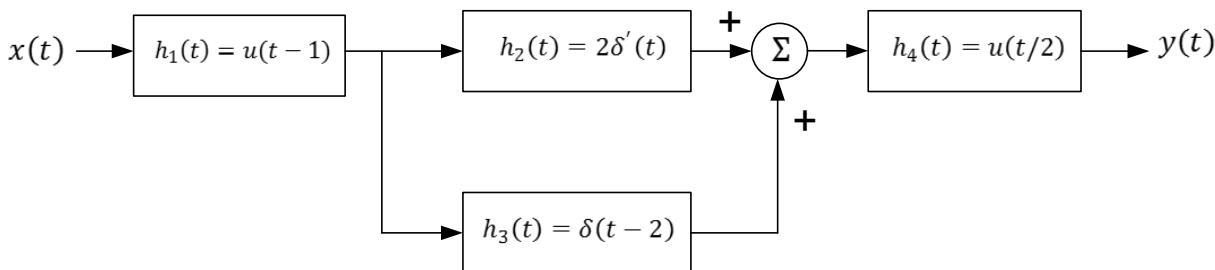 x(t)
h₁(t) = u(t − 1)
h₂(t) = 2δ′(t)
+
Σ
h₄(t) = u(t/2)
y(t)
+
h₃(t) = δ(t − 2)